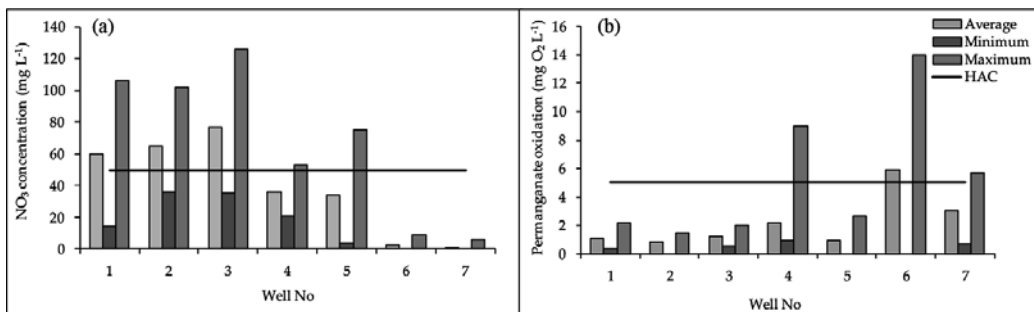 (a)
NO₃ concentration (mg L⁻¹)
140
120
100
80
60
40
20
0
1 2 3 4 5 6 7
Well No
(b)
Permanganate oxidation (mg O₂ L⁻¹)
16
14
12
10
8
6
4
2
0
1 2 3 4 5 6 7
Well No
Average
Minimum
Maximum
HAC